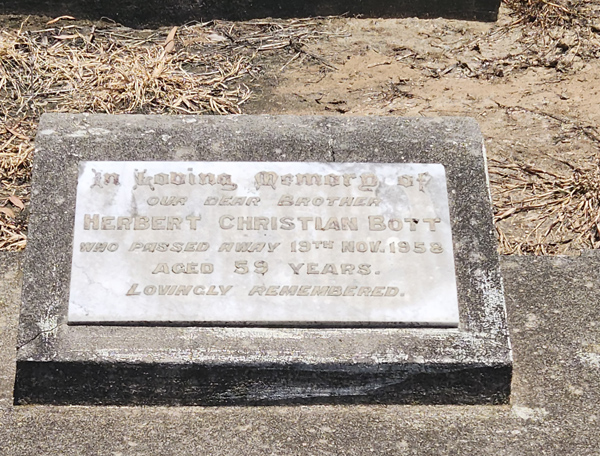 In Loving Memory of
OUR DEAR BROTHER
HERBERT CHRISTIAN BOTT
WHO PASSED AWAY 19TH NOV. 1958
AGED 59 YEARS.
LOVINGLY REMEMBERED.